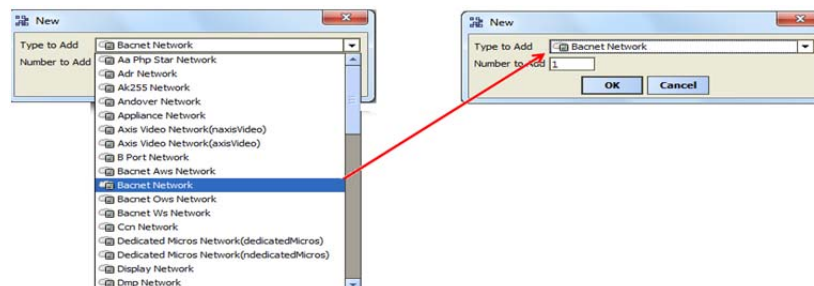 New
Type to Add Bacnet Network
Number to Add
Aa Php Star Network
Adr Network
Ak255 Network
Andover Network
Appliance Network
Axis Video Network(naxisVideo)
Axis Video Network(axisVideo)
B Port Network
Bacnet Aws Network
Bacnet Network
Bacnet Ows Network
Bacnet Ws Network
Ccn Network
Dedicated Micros Network(dedicatedMicros)
Dedicated Micros Network(ndedicatedMicros)
Display Network
Dmp Network
New
Type to Add Bacnet Network
Number to Add 1
OK Cancel